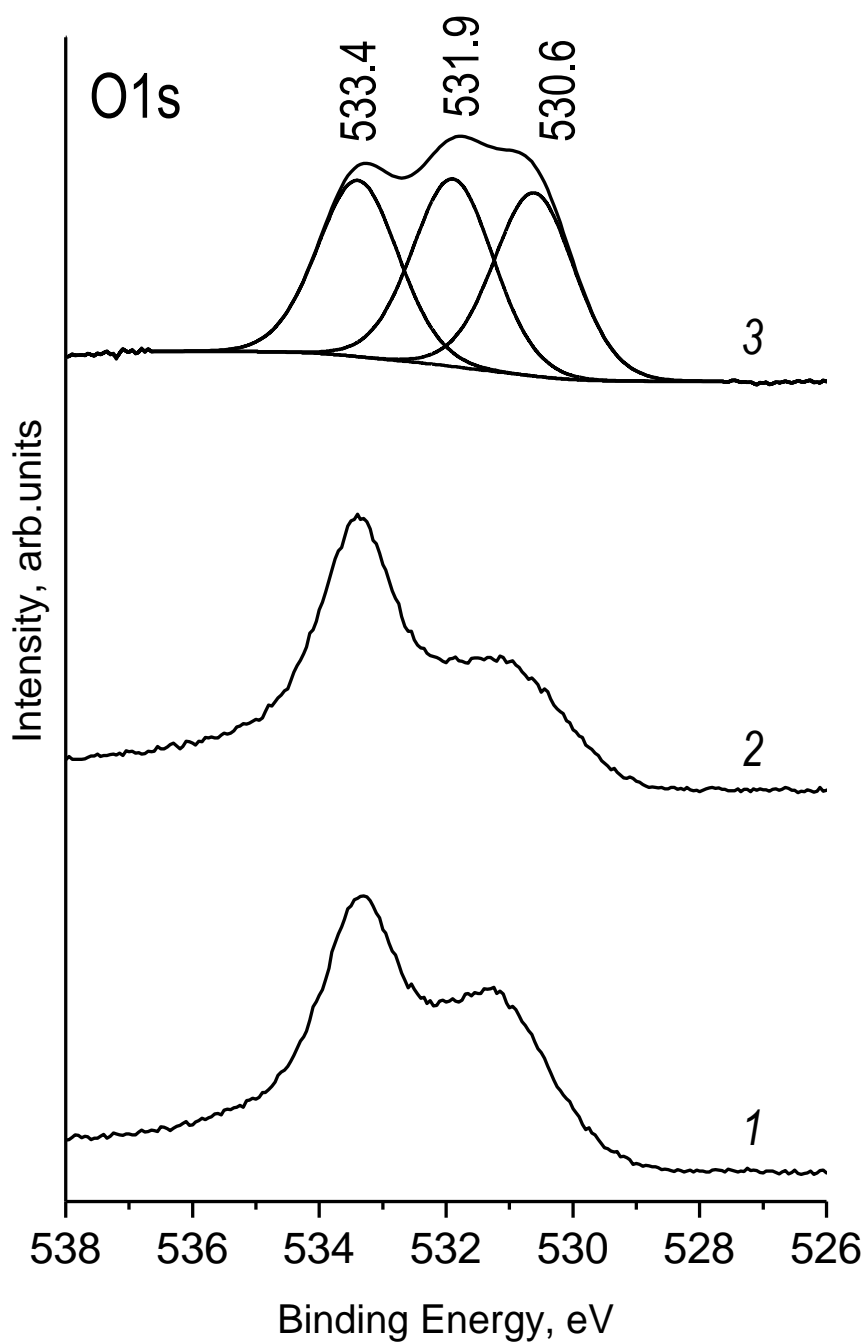 O1s
533.4
531.9
530.6
3
2
1
Intensity, arb.units
538 536 534 532 530 528 526
Binding Energy, eV